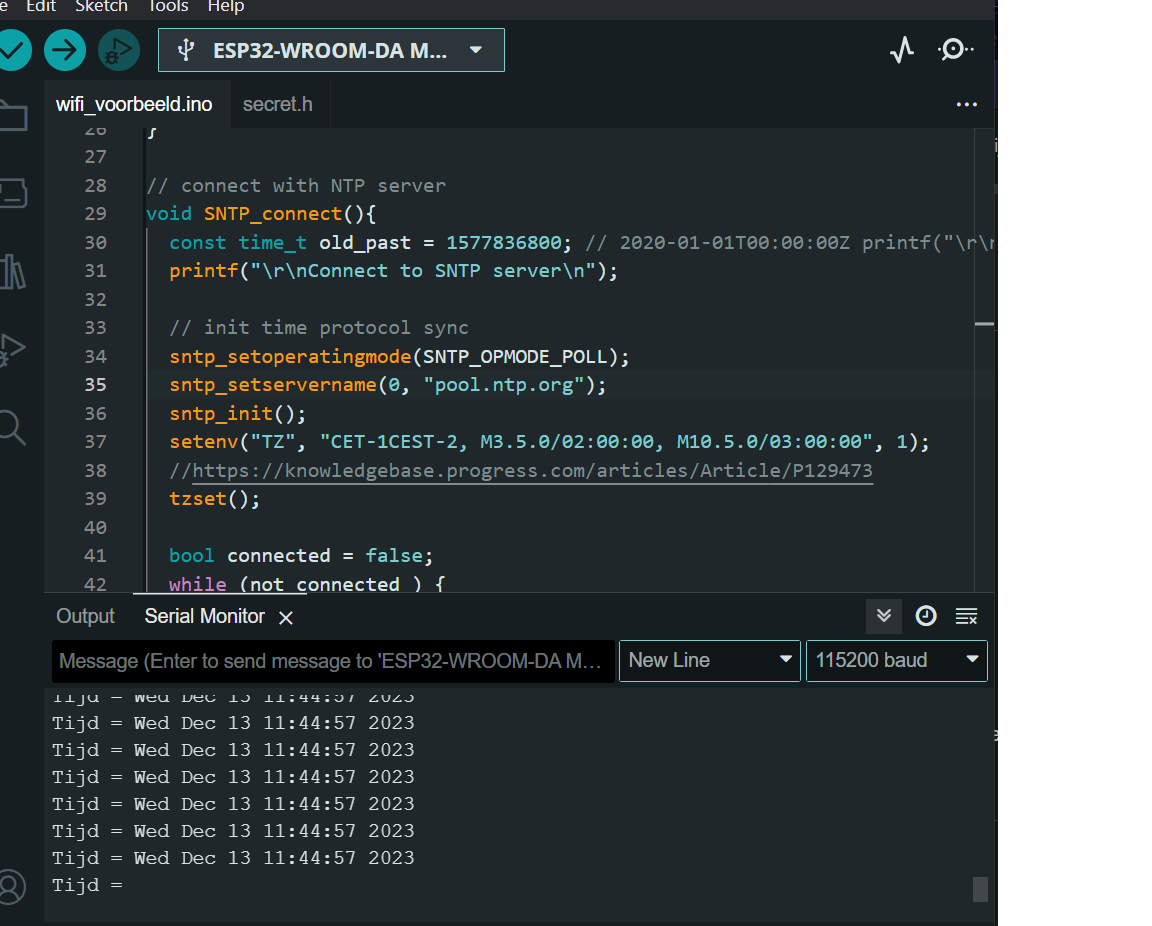 e Edit Sketch Tools Help
ESP32-WROOM-DA M...
wifi_voorbeeld.ino secret.h
26 }
27
28 // connect with NTP server
29 void SNTP_connect(){
30 const time_t old_past = 1577836800; // 2020-01-01T00:00:00Z printf("\r\n
31 printf("\r\nConnect to SNTP server\n");
32
33 // init time protocol sync
34 sntp_setoperatingmode(SNTP_OPMODE_POLL);
35 sntp_setservername(0, "pool.ntp.org");
36 sntp_init();
37 setenv("TZ", "CET-1CEST-2, M3.5.0/02:00:00, M10.5.0/03:00:00", 1);
38 //https://knowledgebase.progress.com/articles/Article/P129473
39 tzset();
40
41 bool connected = false;
42 while (not connected ) {
Output Serial Monitor
Message (Enter to send message to 'ESP32-WROOM-DA M... New Line 115200 baud
Tijd = Wed Dec 13 11:44:57 2023
Tijd = Wed Dec 13 11:44:57 2023
Tijd = Wed Dec 13 11:44:57 2023
Tijd = Wed Dec 13 11:44:57 2023
Tijd = Wed Dec 13 11:44:57 2023
Tijd = Wed Dec 13 11:44:57 2023
Tijd = Wed Dec 13 11:44:57 2023
Tijd =